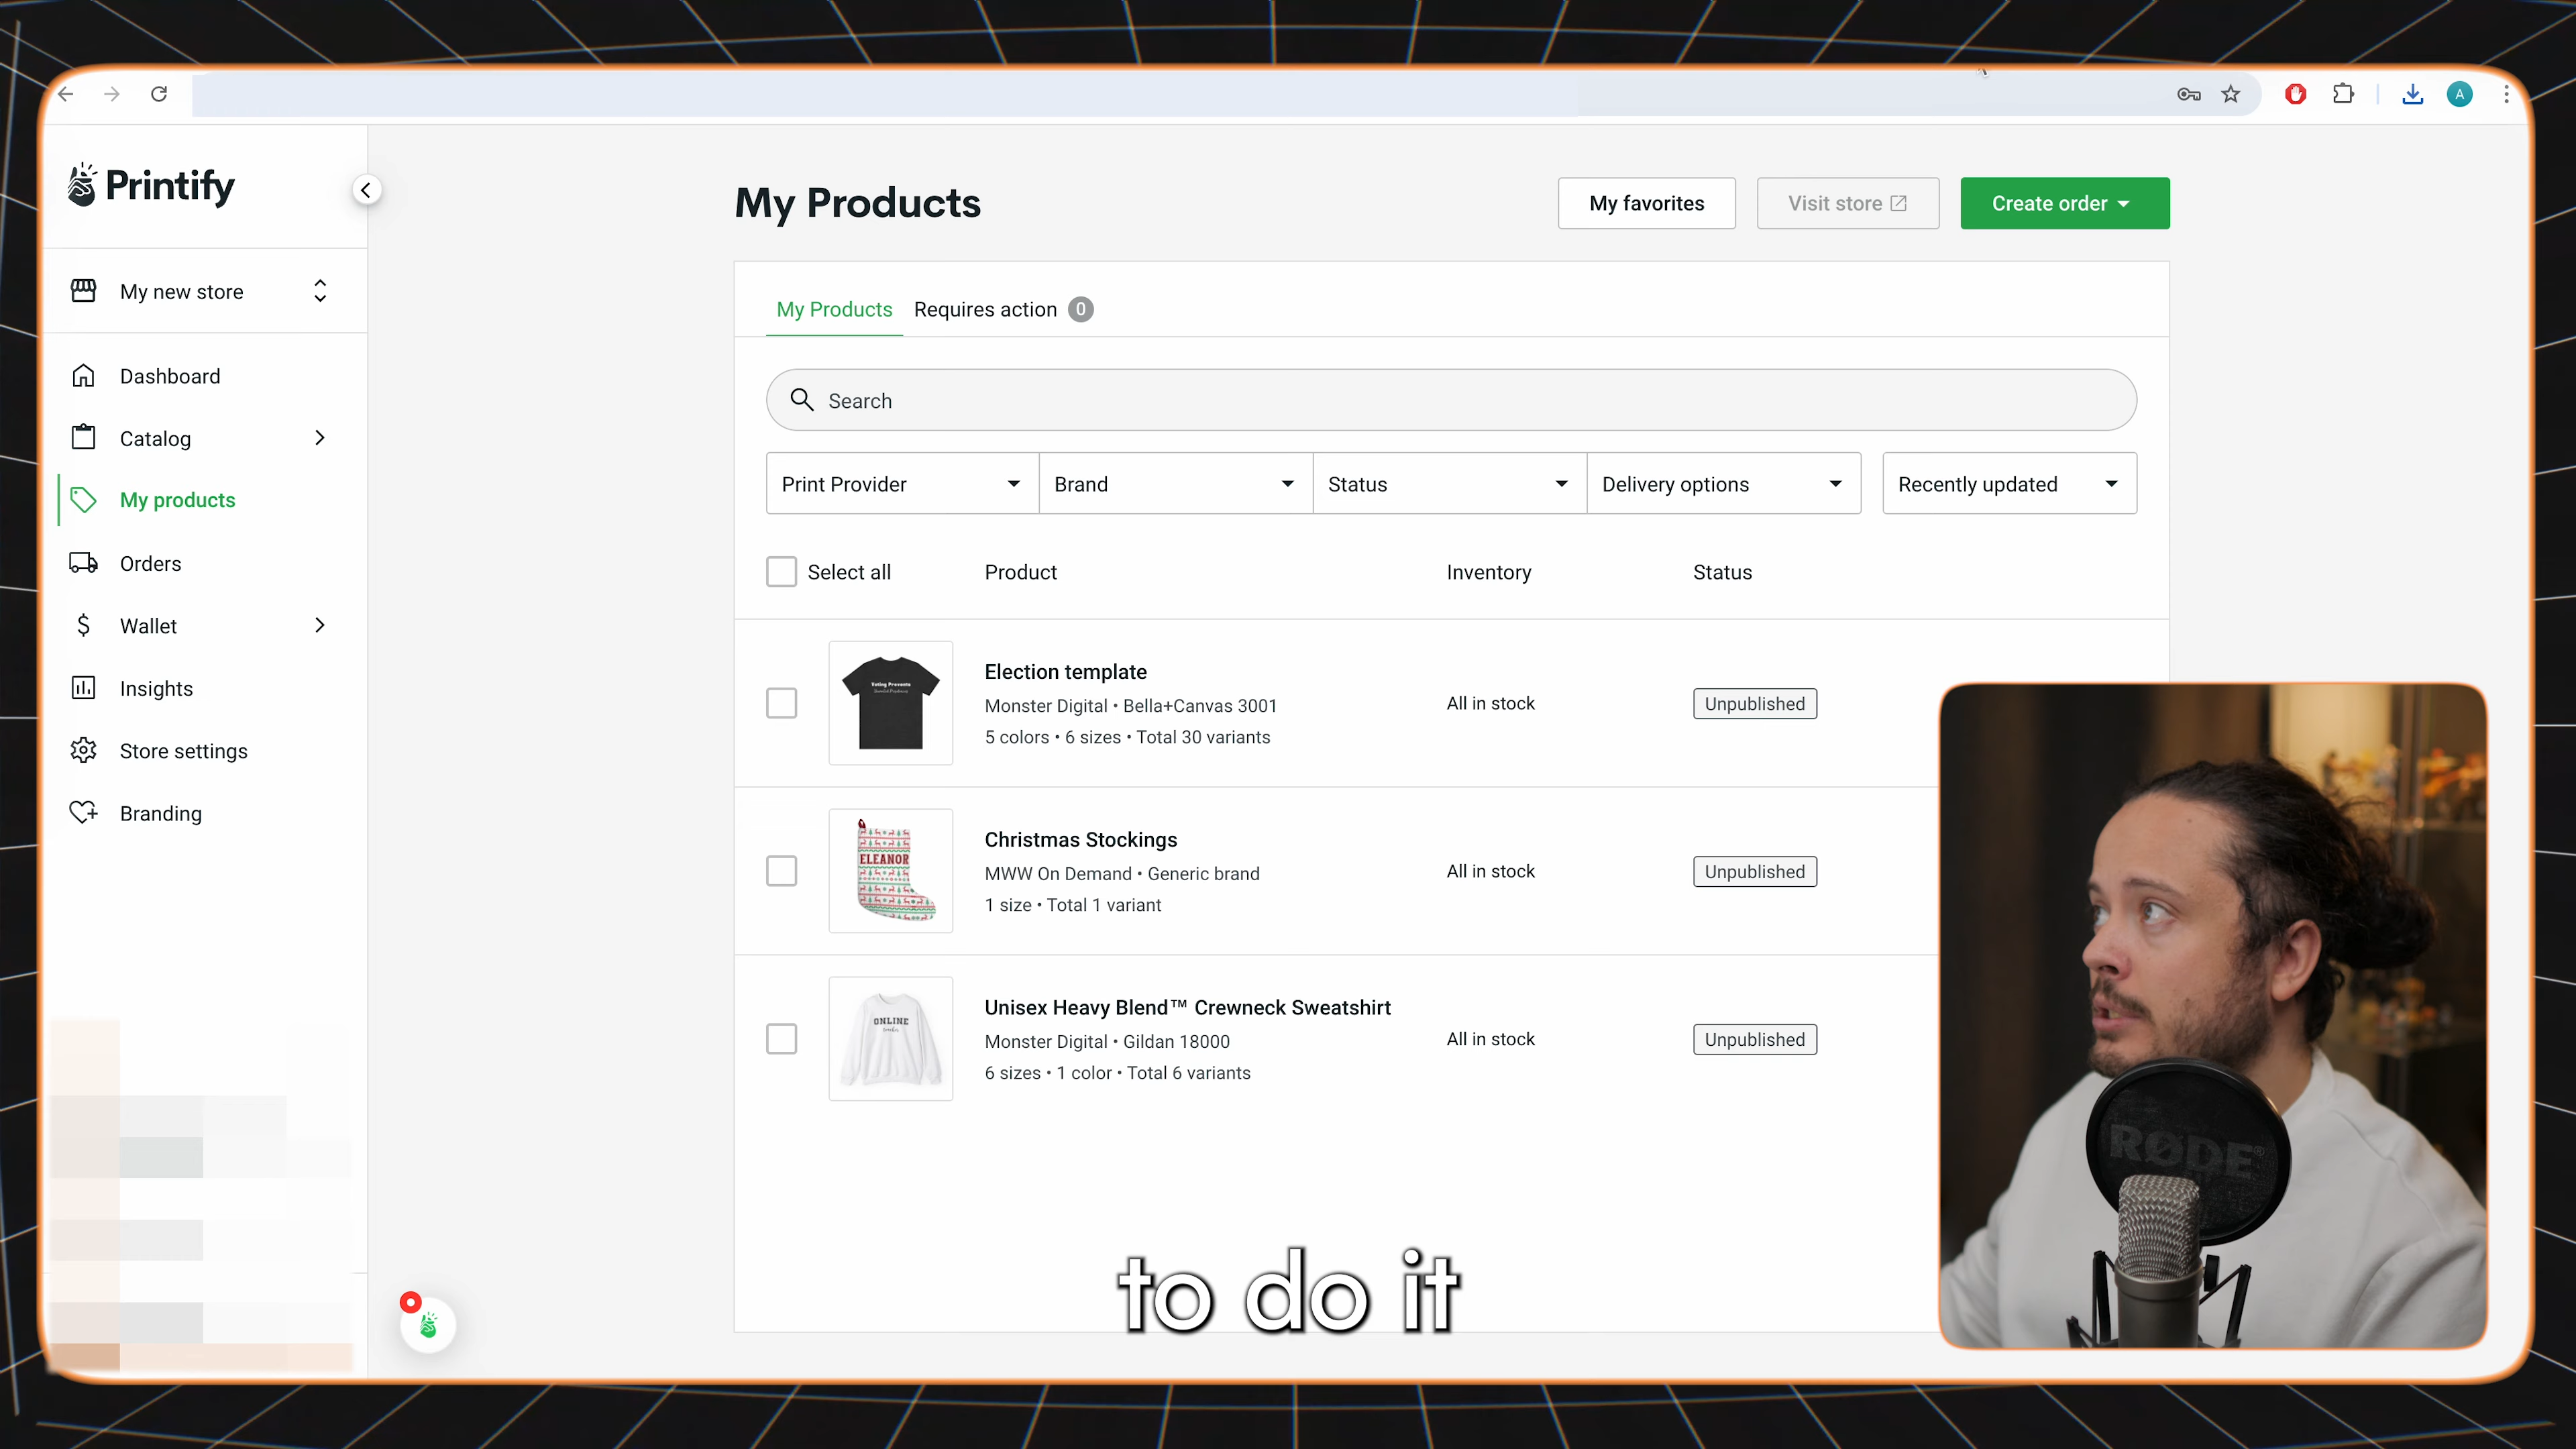 Printify
My new store
Dashboard
Catalog
My products
Orders
Wallet
Insights
Store settings
Branding
My Products
My favorites
Visit store
Create order
My Products
Requires action 0
Search
Print Provider
Brand
Status
Delivery options
Recently updated
Select all
Product
Inventory
Status
Voting Prevents
Election template
Monster Digital • Bella+Canvas 3001
5 colors • 6 sizes • Total 30 variants
All in stock
Unpublished
ELEANOR
Christmas Stockings
MWW On Demand • Generic brand
1 size • Total 1 variant
All in stock
Unpublished
ONLINE
Unisex Heavy Blend™ Crewneck Sweatshirt
Monster Digital • Gildan 18000
6 sizes • 1 color • Total 6 variants
All in stock
Unpublished
A
RØDE®
to do it